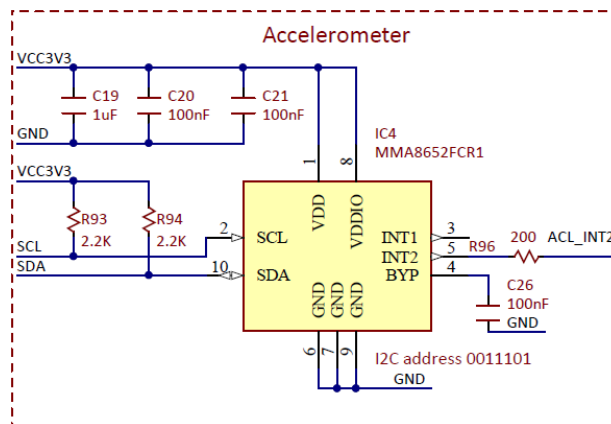 Accelerometer
VCC3V3
C19
1uF
C20
100nF
C21
100nF
GND
IC4
MMA8652FCR1
VCC3V3
1
8
VDD
VDDIO
R93
2.2K
R94
2.2K
SCL
2
SCL
INT1
3
SDA
10
SDA
INT2
5
R96
200
ACL_INT2
BYP
4
C26
100nF
GND
GND
GND
GND
6
7
9
I2C address 0011101
GND